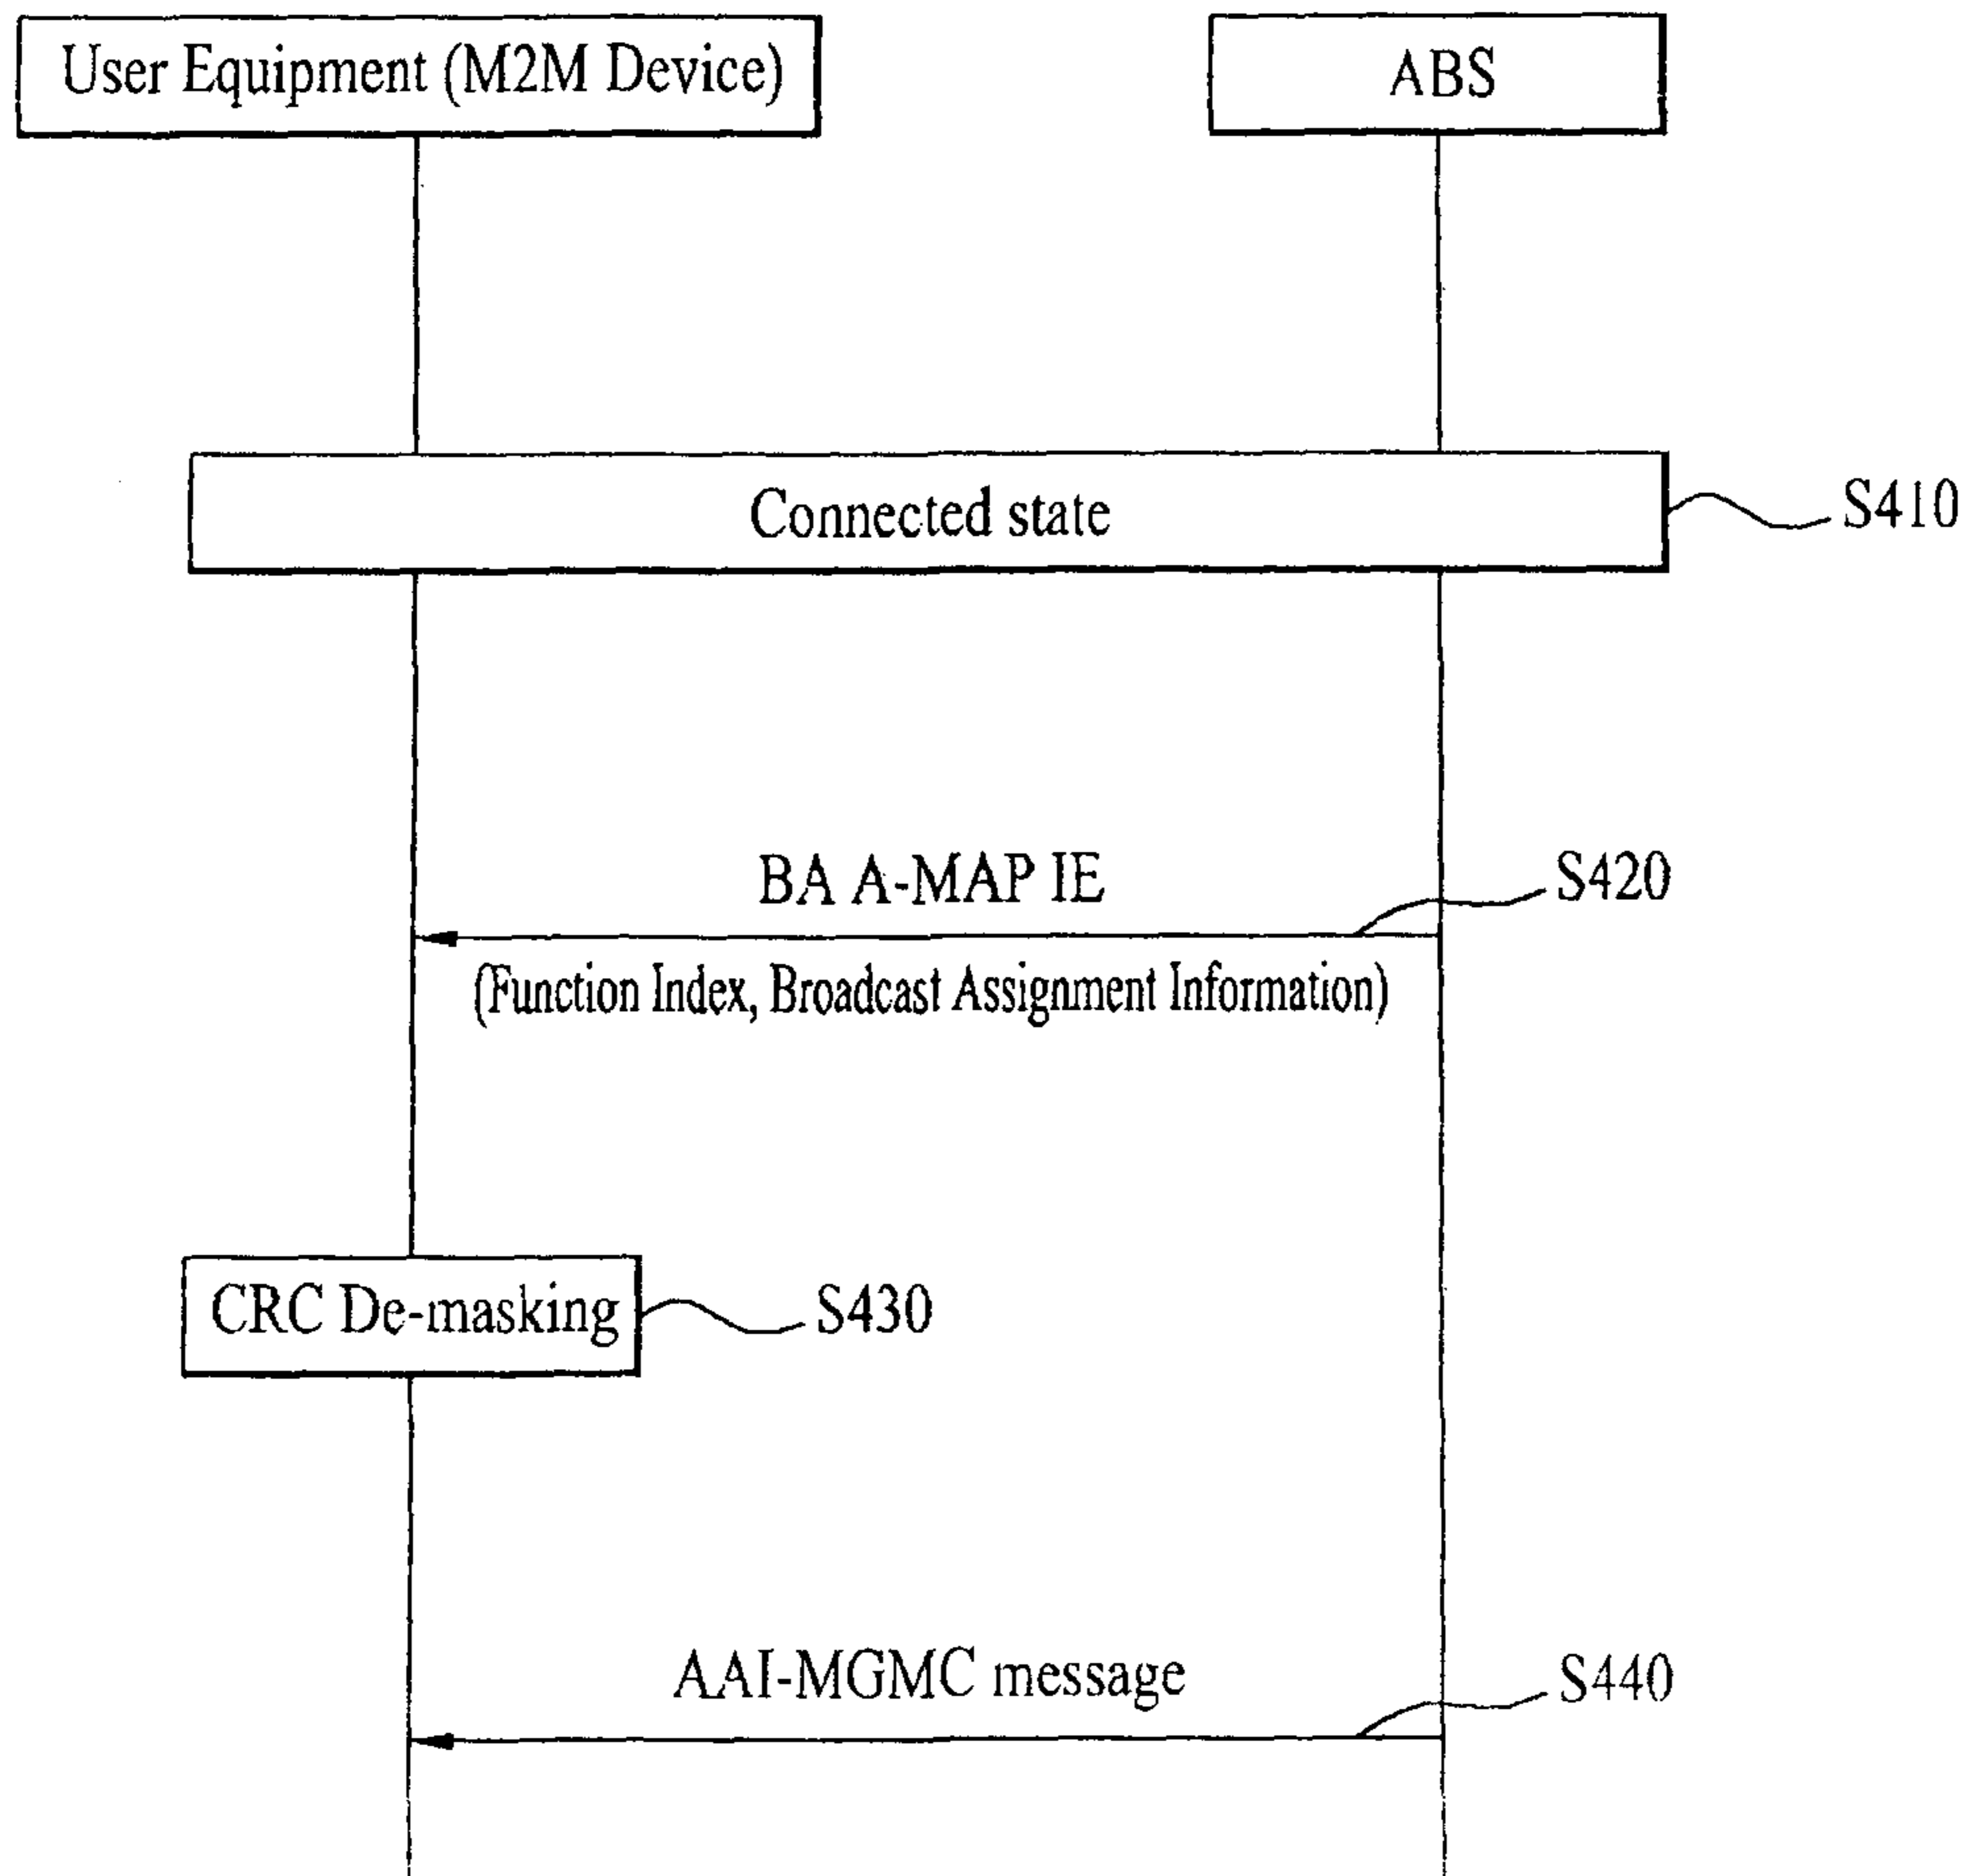 User Equipment (M2M Device)
ABS
Connected state
S410
BA A-MAP IE
S420
(Function Index, Broadcast Assignment Information)
CRC De-masking
S430
AAI-MGMC message
S440